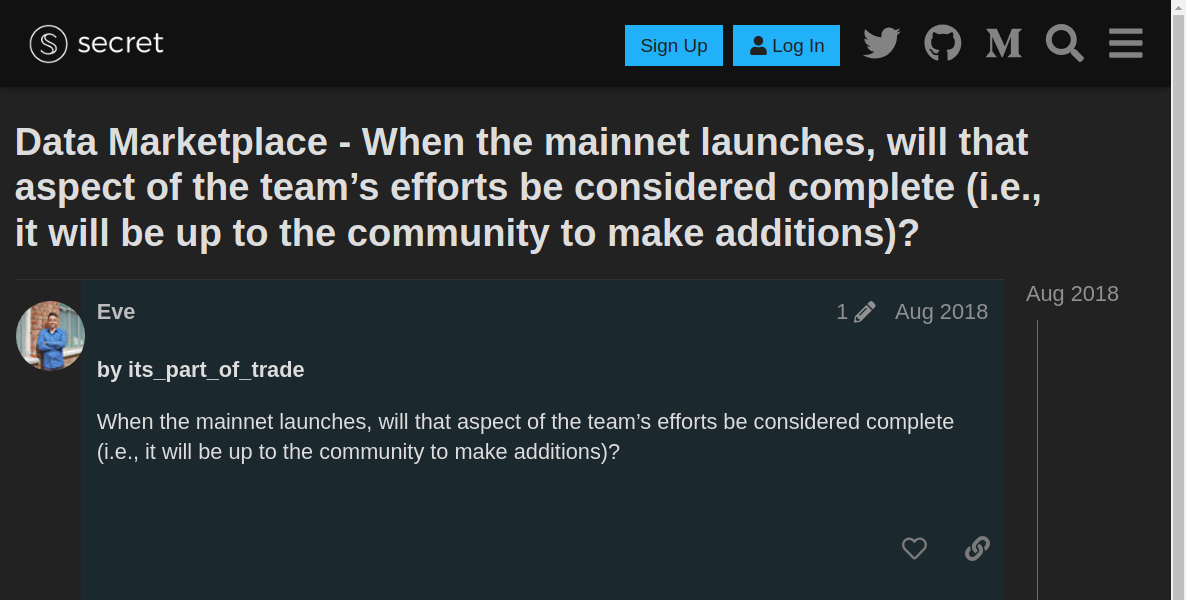 secret
Sign Up
Log In
Data Marketplace - When the mainnet launches, will that
aspect of the team’s efforts be considered complete (i.e.,
it will be up to the community to make additions)?
Eve
1
Aug 2018
Aug 2018
by its_part_of_trade
When the mainnet launches, will that aspect of the team’s efforts be considered complete
(i.e., it will be up to the community to make additions)?